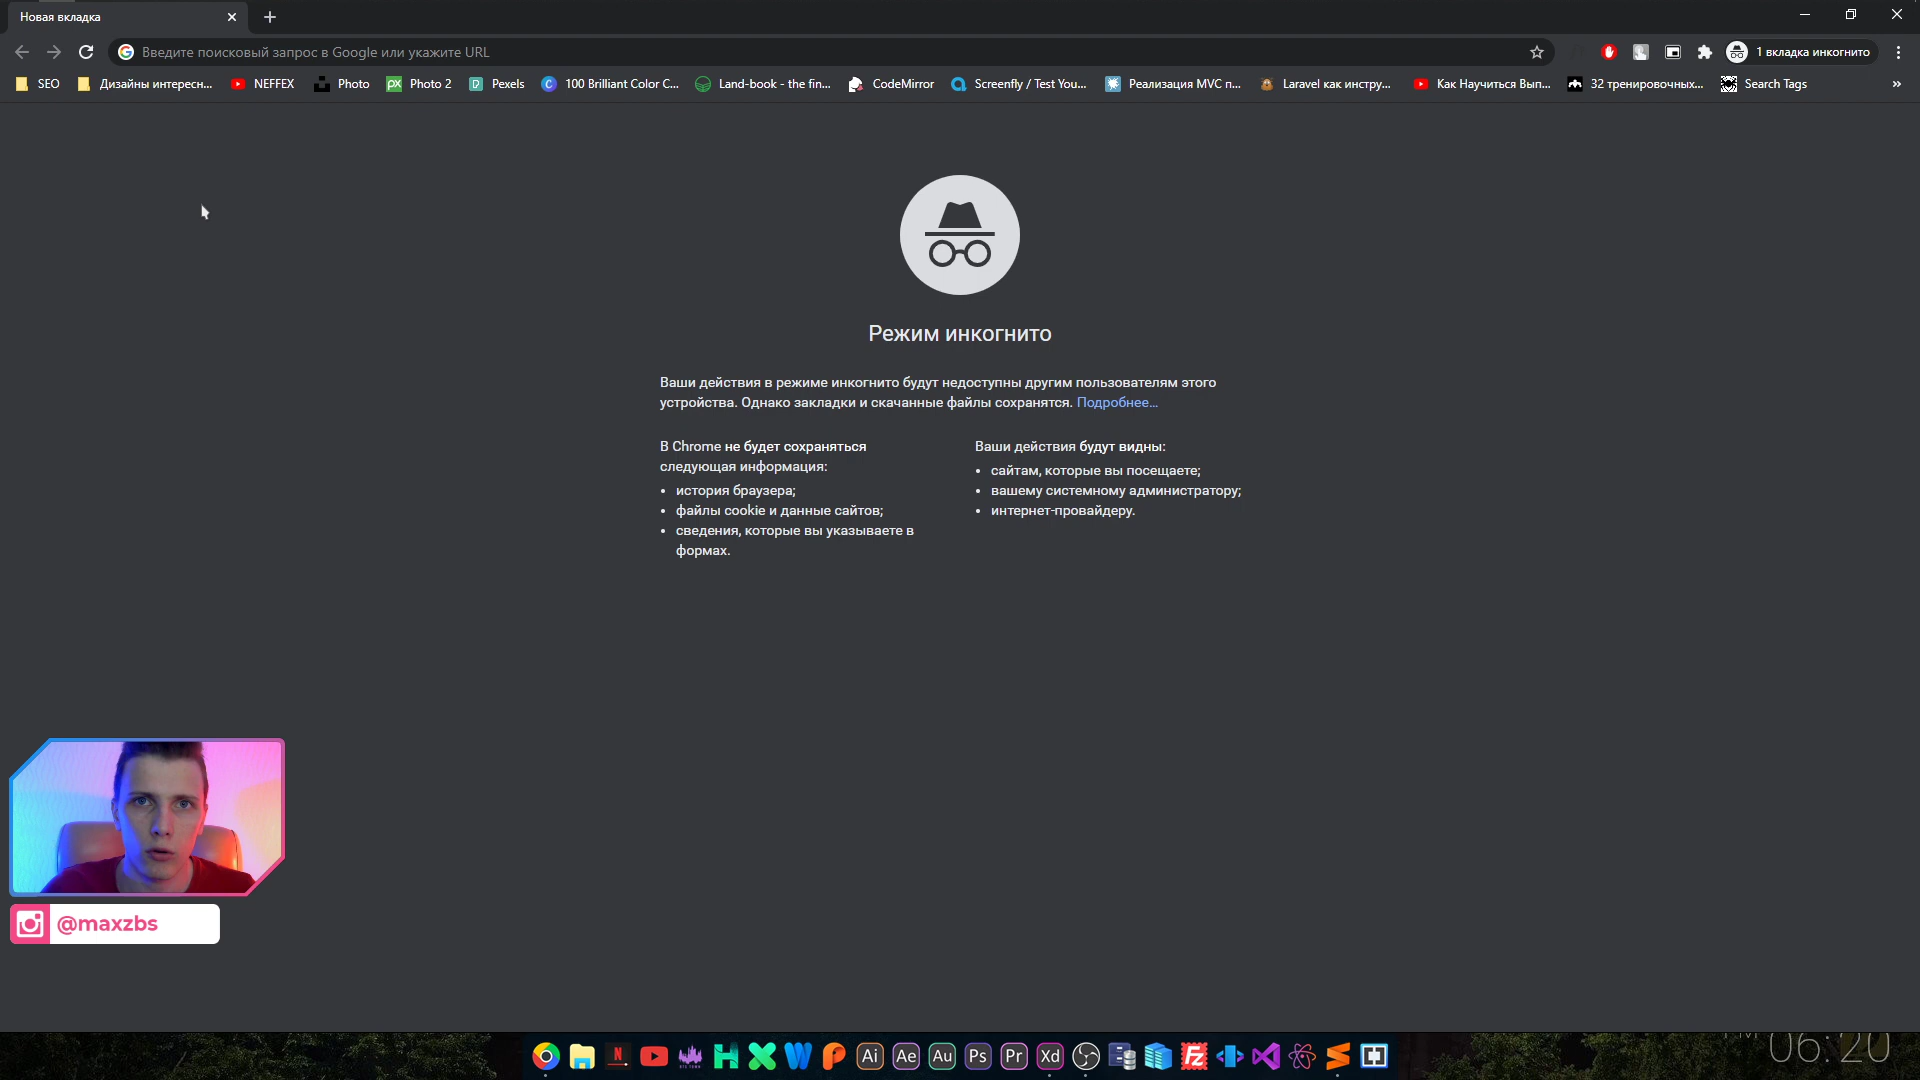 Новая вкладка
Введите поисковый запрос в Google или укажите URL
1 вкладка инкогнито
SEO
Дизайны интересн...
NEFFEX
Photo
Photo 2
Pexels
100 Brilliant Color C...
Land-book - the fin...
CodeMirror
Screenfly / Test You...
Реализация MVC п...
Laravel как инстру...
Как Научиться Вып...
32 тренировочных...
Search Tags
»
Режим инкогнито
Ваши действия в режиме инкогнито будут недоступны другим пользователям этого
устройства. Однако закладки и скачанные файлы сохранятся. Подробнее...
В Chrome не будет сохраняться
следующая информация:
• история браузера;
• файлы cookie и данные сайтов;
• сведения, которые вы указываете в
формах.
Ваши действия будут видны:
• сайтам, которые вы посещаете;
• вашему системному администратору;
• интернет-провайдеру.
@maxzbs
Ai
Ae
Au
Ps
Pr
Xd
Fz
06:20